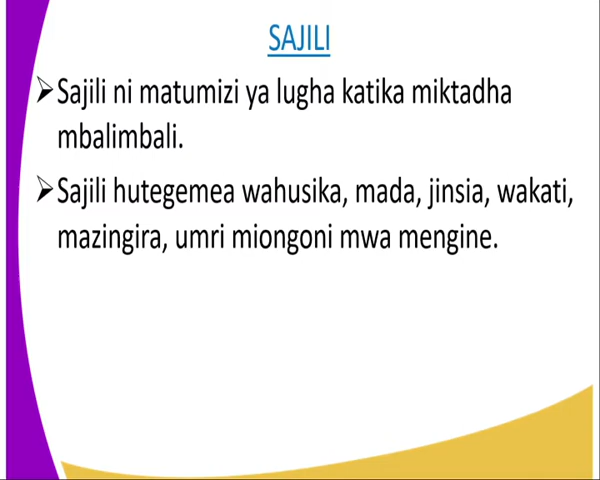 SAJILI
➢Sajili ni matumizi ya lugha katika miktadha
mbalimbali.
➢Sajili hutegemea wahusika, mada, jinsia, wakati,
mazingira, umri miongoni mwa mengine.